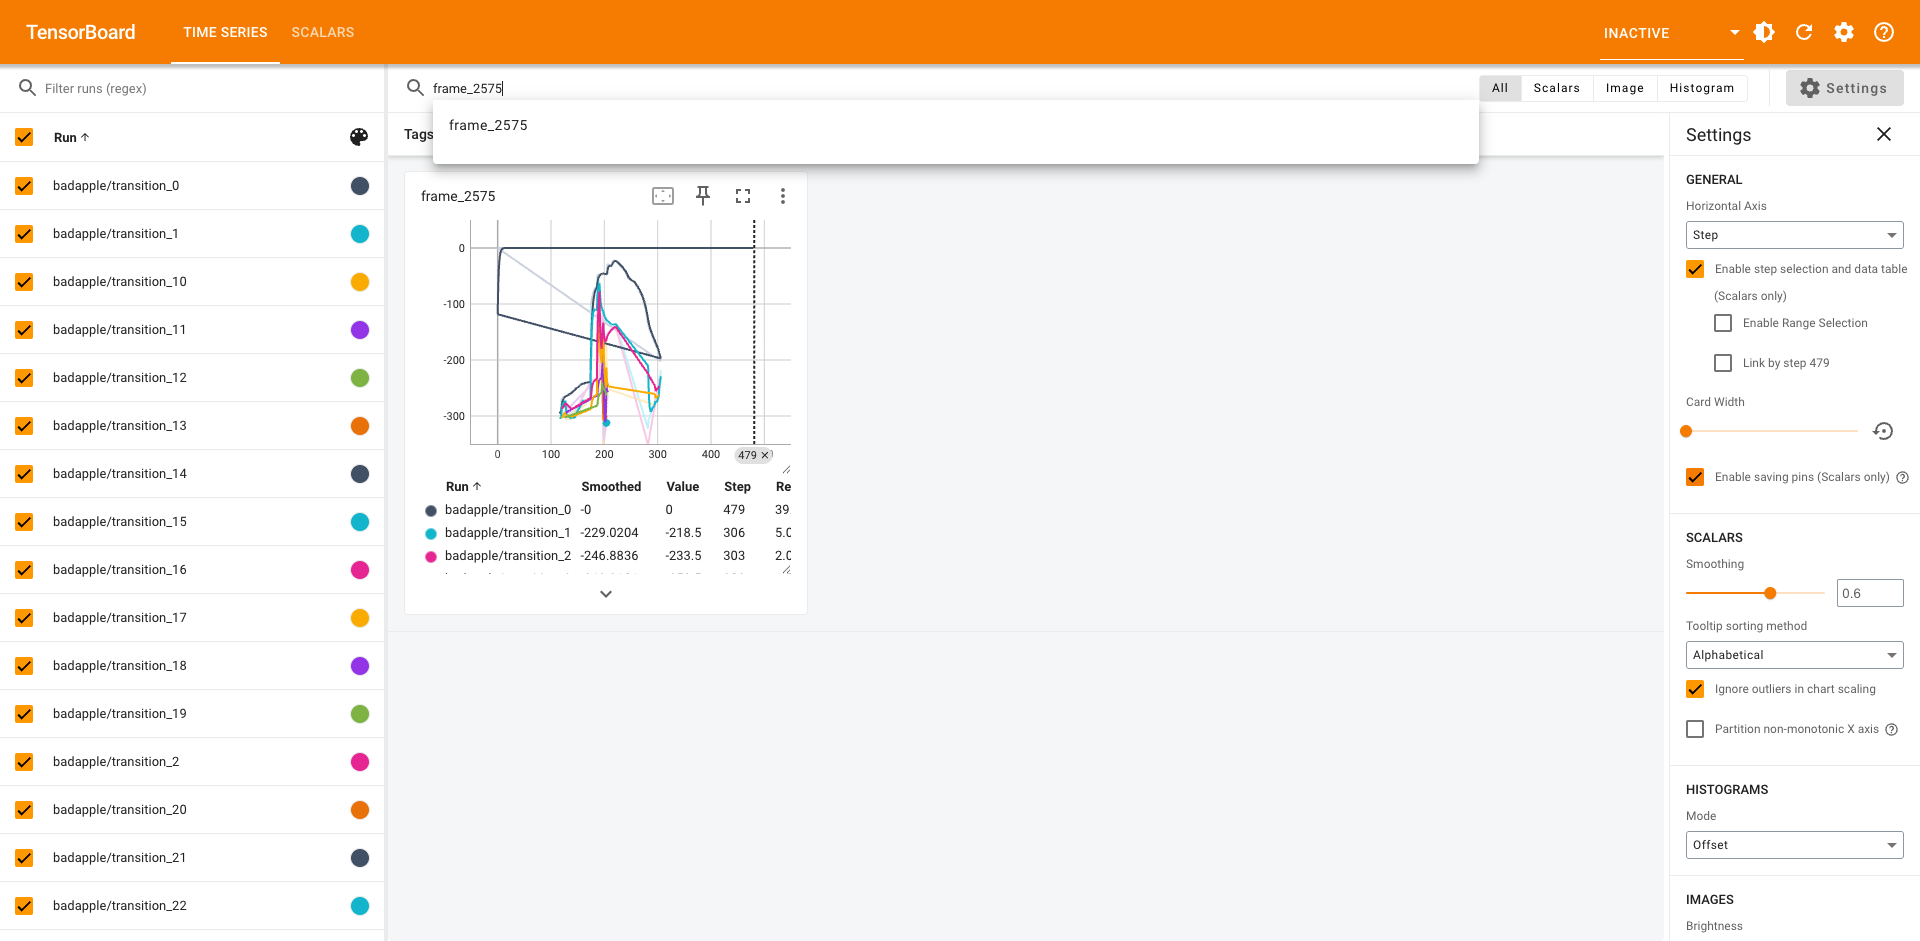 TensorBoard TIME SERIES SCALARS INACTIVE
Filter runs (regex)
Run
badapple/transition_0
badapple/transition_1
badapple/transition_10
badapple/transition_11
badapple/transition_12
badapple/transition_13
badapple/transition_14
badapple/transition_15
badapple/transition_16
badapple/transition_17
badapple/transition_18
badapple/transition_19
badapple/transition_2
badapple/transition_20
badapple/transition_21
badapple/transition_22
frame_2575
All Scalars Image Histogram Settings
frame_2575
Tags
frame_2575
0
-100
-200
-300
0 100 200 300 400 479
Run Smoothed Value Step Re
badapple/transition_0 -0 0 479 39.
badapple/transition_1 -229.0204 -218.5 306 5.0
badapple/transition_2 -246.8836 -233.5 303 2.0
Settings
GENERAL
Horizontal Axis
Step
Enable step selection and data table
(Scalars only)
Enable Range Selection
Link by step 479
Card Width
Enable saving pins (Scalars only)
SCALARS
Smoothing
0.6
Tooltip sorting method
Alphabetical
Ignore outliers in chart scaling
Partition non-monotonic X axis
HISTOGRAMS
Mode
Offset
IMAGES
Brightness